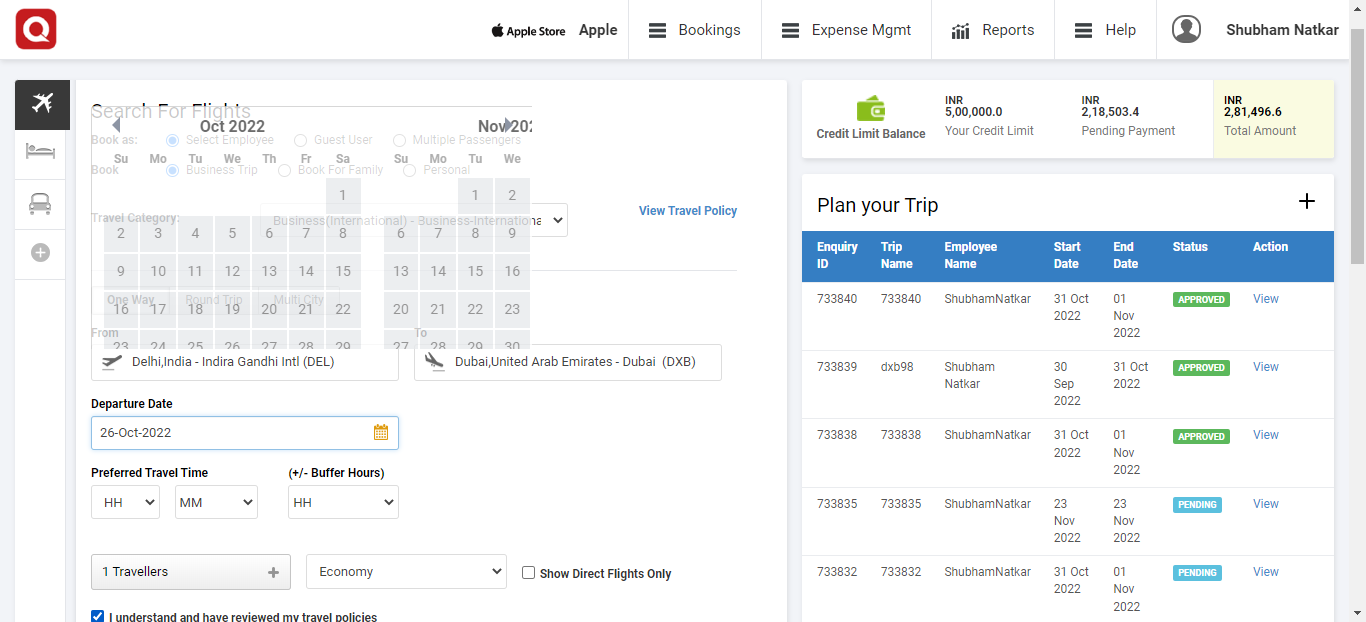 Apple Store Apple Bookings Expense Mgmt Reports Help Shubham Natkar
Search For Flights
Oct 2022 Nov 202
Book as: Select Employee Guest User Multiple Passengers
Su Mo Tu We Th Fr Sa Su Mo Tu We
Book Business Trip Book For Family Personal
1 1 2
Travel Category:
Business(International) - Business-Internationa
View Travel Policy
2 3 4 5 6 7 8 6 7 8 9
9 10 11 12 13 14 15 13 14 15 16
One Way Round Trip Multi City
16 17 18 19 20 21 22 20 21 22 23
From To
23 24 25 26 27 28 29 27 28 29 30
Delhi,India - Indira Gandhi Intl (DEL) Dubai,United Arab Emirates - Dubai (DXB)
Departure Date
26-Oct-2022
Preferred Travel Time (+/- Buffer Hours)
HH MM HH
1 Travellers Economy Show Direct Flights Only
I understand and have reviewed my travel policies
Credit Limit Balance
INR
5,00,000.0
Your Credit Limit
INR
2,18,503.4
Pending Payment
INR
2,81,496.6
Total Amount
Plan your Trip
Enquiry ID Trip Name Employee Name Start Date End Date Status Action
733840 733840 ShubhamNatkar 31 Oct 2022 01 Nov 2022 APPROVED View
733839 dxb98 Shubham Natkar 30 Sep 2022 31 Oct 2022 APPROVED View
733838 733838 ShubhamNatkar 31 Oct 2022 01 Nov 2022 APPROVED View
733835 733835 ShubhamNatkar 23 Nov 2022 23 Nov 2022 PENDING View
733832 733832 ShubhamNatkar 31 Oct 2022 01 Nov 2022 PENDING View